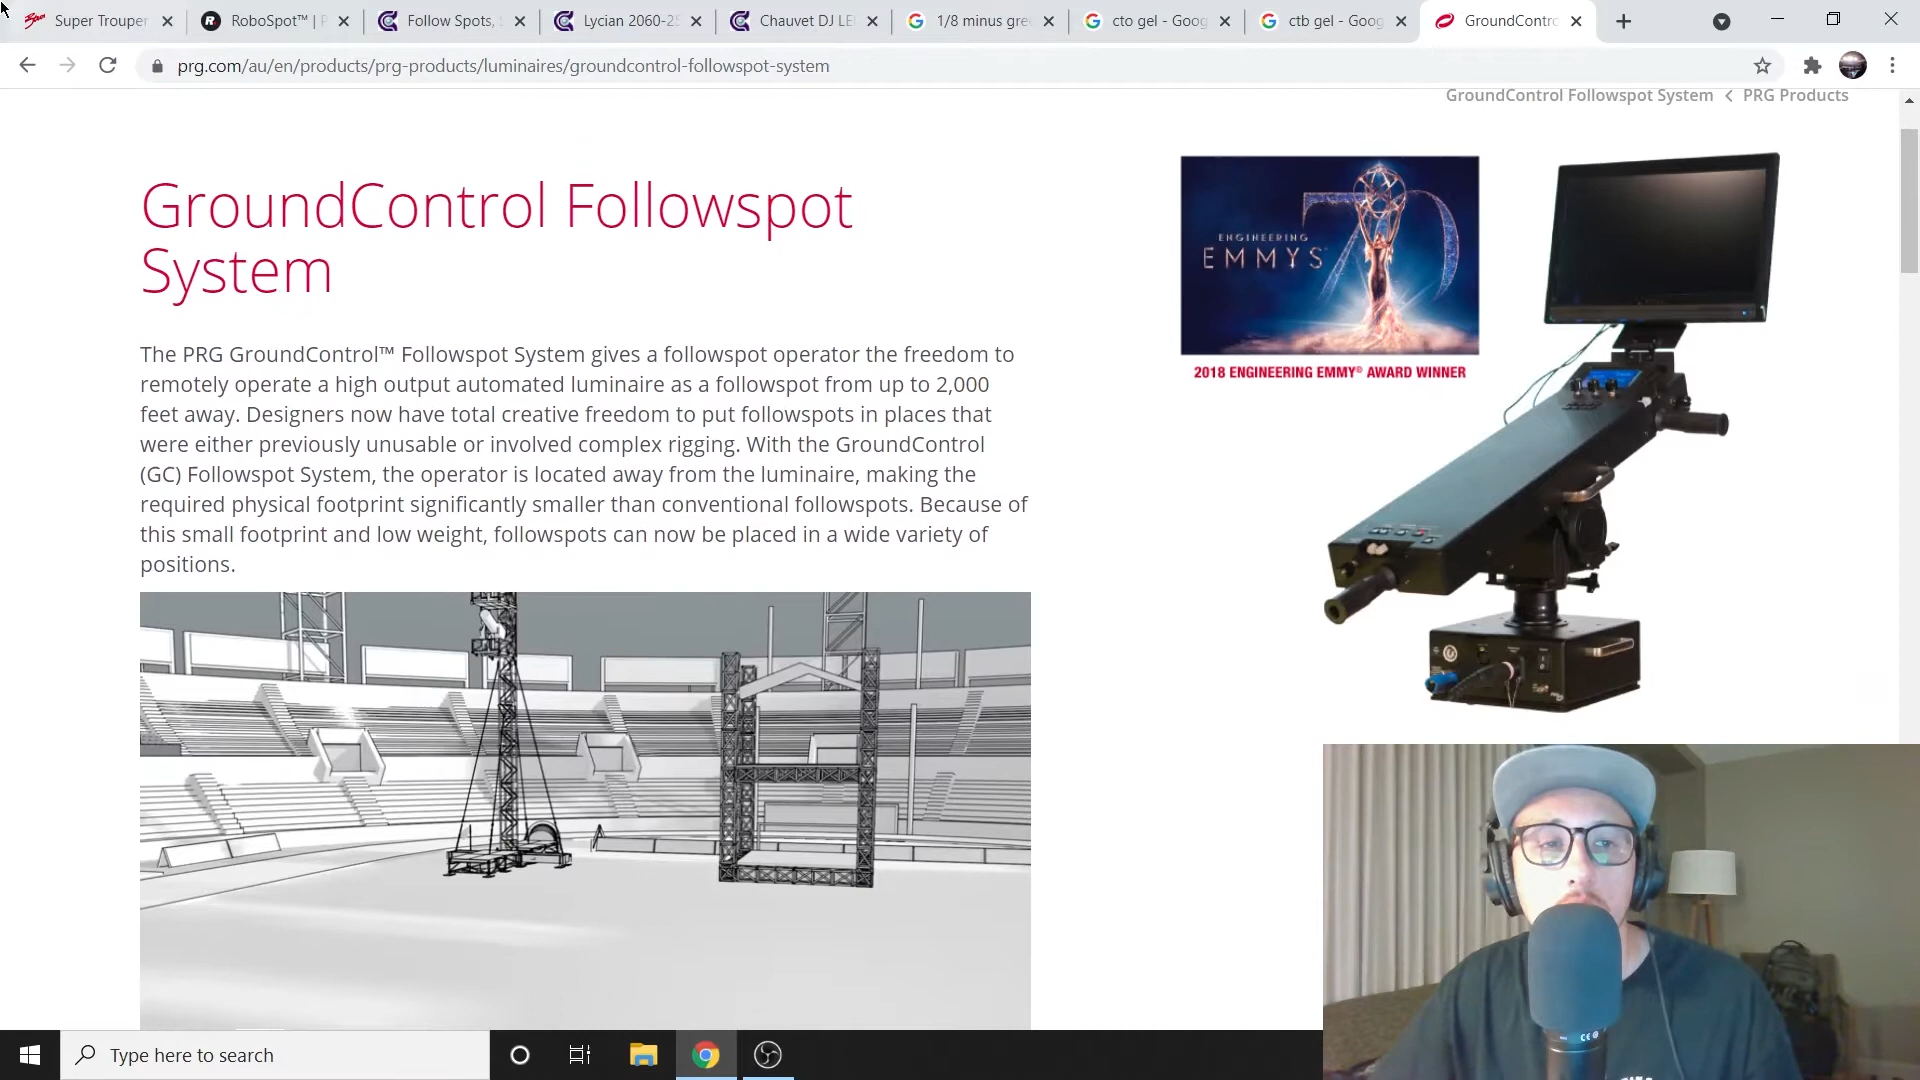 Super Trouper
RoboSpot™ | P
Follow Spots,
Lycian 2060-25
Chauvet DJ LE
1/8 minus gre
cto gel - Goog
ctb gel - Goog
GroundContro
prg.com/au/en/products/prg-products/luminaires/groundcontrol-followspot-system
GroundControl Followspot System < PRG Products
GroundControl Followspot
System
The PRG GroundControl™ Followspot System gives a followspot operator the freedom to
remotely operate a high output automated luminaire as a followspot from up to 2,000
feet away. Designers now have total creative freedom to put followspots in places that
were either previously unusable or involved complex rigging. With the GroundControl
(GC) Followspot System, the operator is located away from the luminaire, making the
required physical footprint significantly smaller than conventional followspots. Because of
this small footprint and low weight, followspots can now be placed in a wide variety of
positions.
70
ENGINEERING
EMMYS
2018 ENGINEERING EMMY® AWARD WINNER
Type here to search